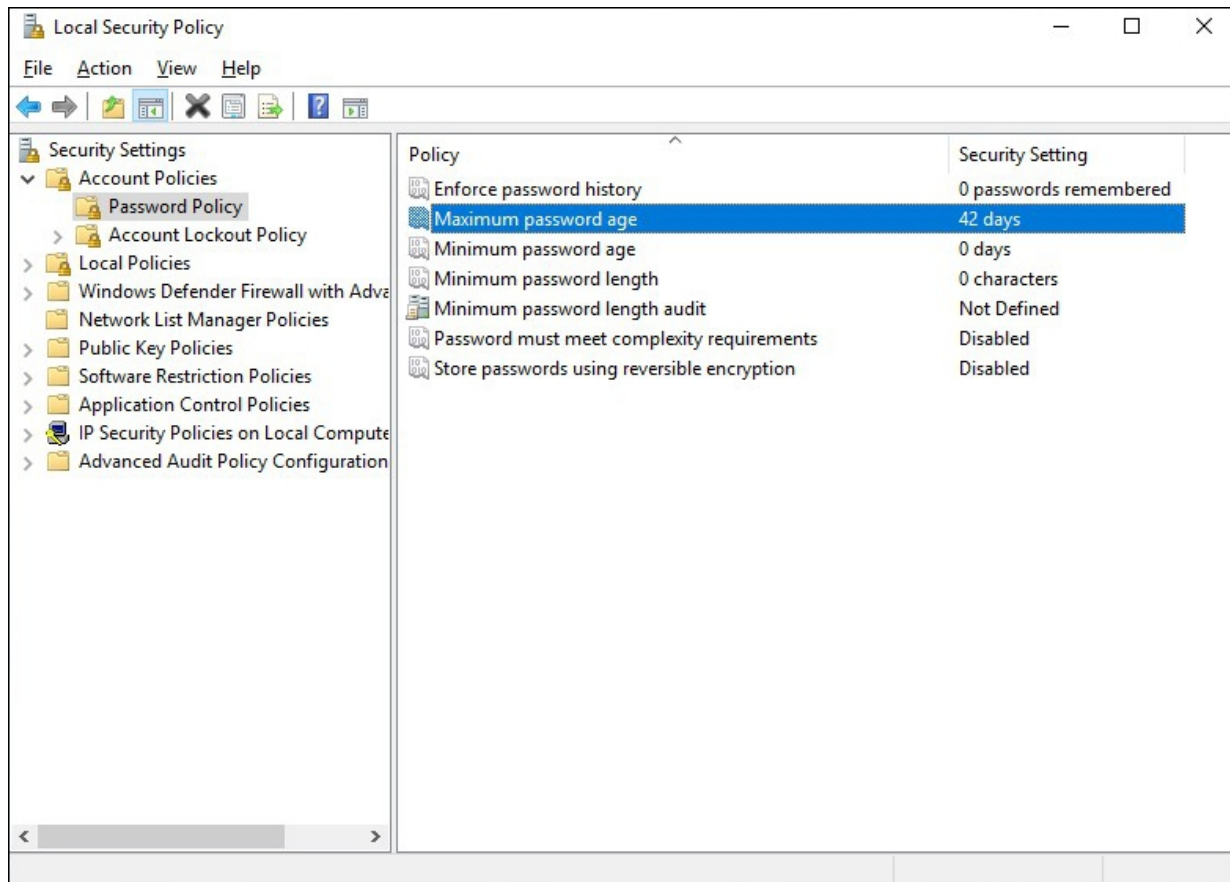 Local Security Policy
File Action View Help
Security Settings
Account Policies
Password Policy
Account Lockout Policy
Local Policies
Windows Defender Firewall with Adva
Network List Manager Policies
Public Key Policies
Software Restriction Policies
Application Control Policies
IP Security Policies on Local Compute
Advanced Audit Policy Configuration
Policy Security Setting
Enforce password history 0 passwords remembered
Maximum password age 42 days
Minimum password age 0 days
Minimum password length 0 characters
Minimum password length audit Not Defined
Password must meet complexity requirements Disabled
Store passwords using reversible encryption Disabled